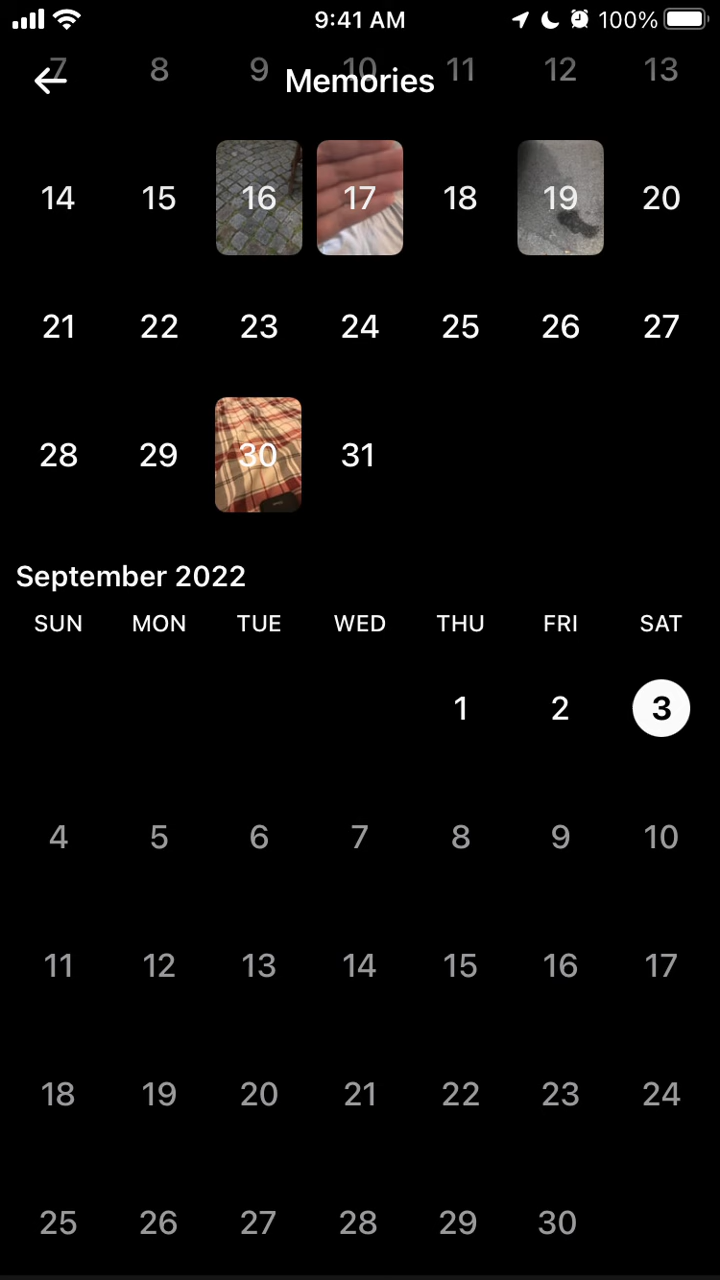 9:41 AM 100%
7 8 9 10 11 12 13
Memories
14 15 16 17 18 19 20
21 22 23 24 25 26 27
28 29 30 31
September 2022
SUN MON TUE WED THU FRI SAT
1 2 3
4 5 6 7 8 9 10
11 12 13 14 15 16 17
18 19 20 21 22 23 24
25 26 27 28 29 30